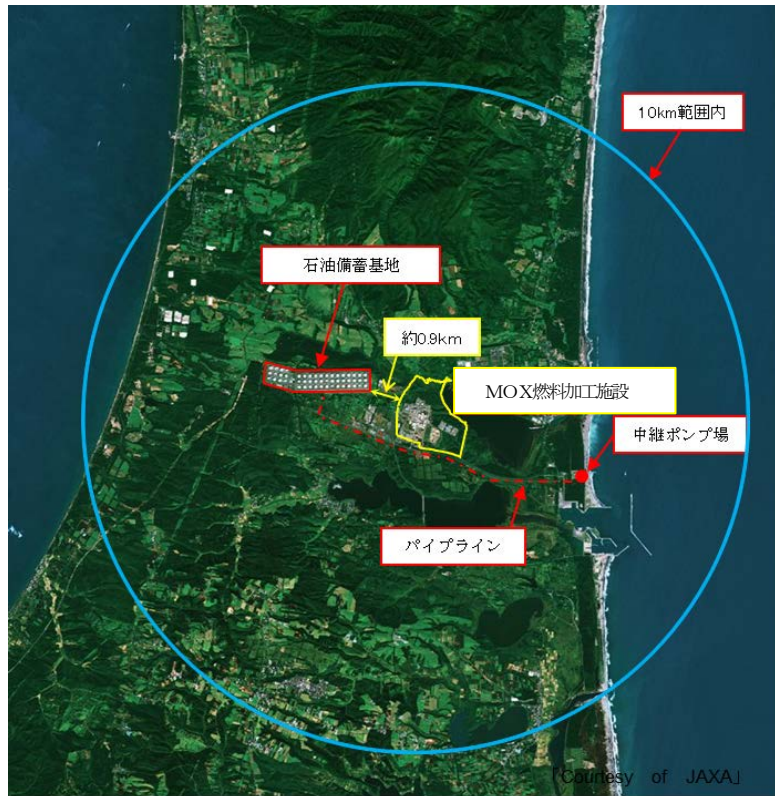 10km範囲内
石油備蓄基地
約0.9km
MOX燃料加工施設
中継ポンプ場
パイプライン
「Courtesy of JAXA」